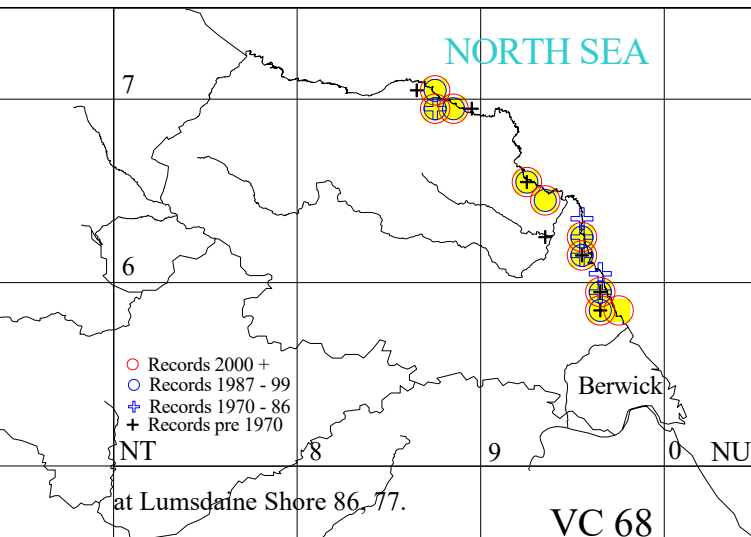 NORTH SEA
7
6
Records 2000 +
Records 1987 - 99
Records 1970 - 86
Records pre 1970
Berwick
NT 8 9 0 NU
at Lumsdaine Shore 86, 77.
VC 68